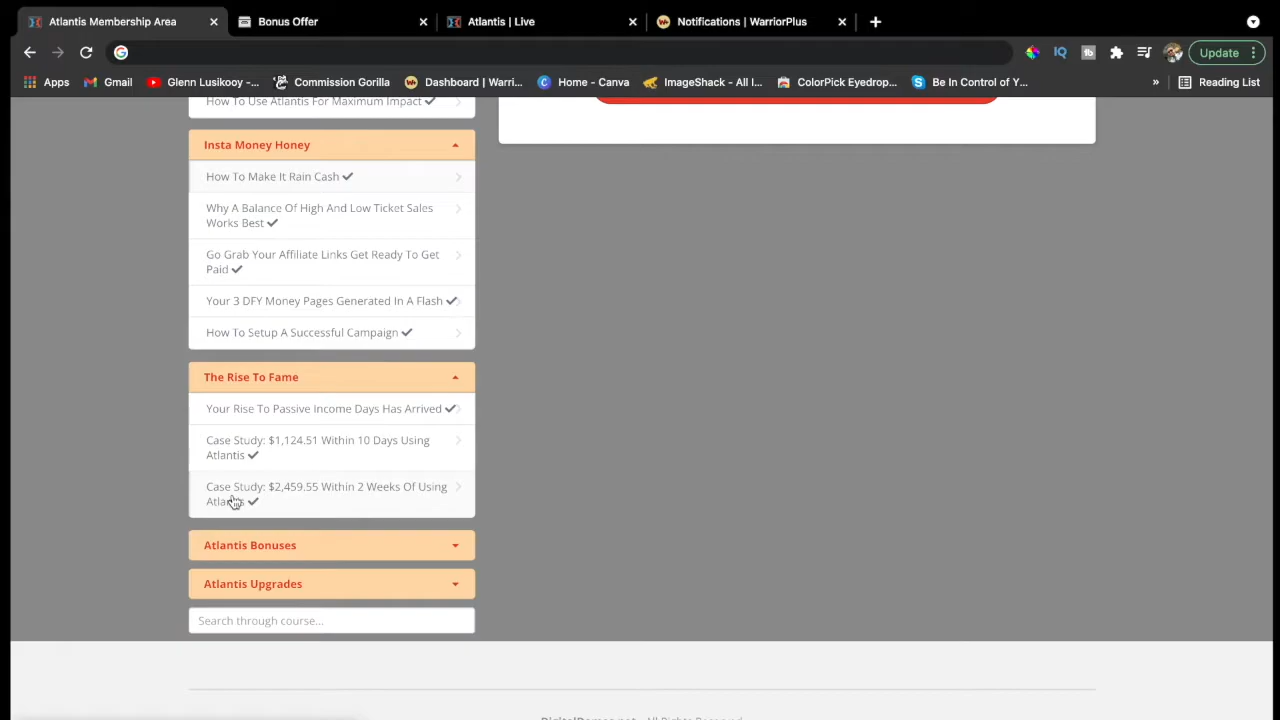 Atlantis Membership Area
Bonus Offer
Atlantis | Live
Notifications | WarriorPlus
Update
Apps
Gmail
Glenn Lusikooy -...
Commission Gorilla
Dashboard | Warri...
Home - Canva
ImageShack - All I...
ColorPick Eyedrop...
Be In Control of Y...
»
Reading List
How To Use Atlantis For Maximum Impact
Insta Money Honey
How To Make It Rain Cash
Why A Balance Of High And Low Ticket Sales
Works Best
Go Grab Your Affiliate Links Get Ready To Get
Paid
Your 3 DFY Money Pages Generated In A Flash
How To Setup A Successful Campaign
The Rise To Fame
Your Rise To Passive Income Days Has Arrived
Case Study: $1,124.51 Within 10 Days Using
Atlantis
Case Study: $2,459.55 Within 2 Weeks Of Using
Atlantis
Atlantis Bonuses
Atlantis Upgrades
Search through course...